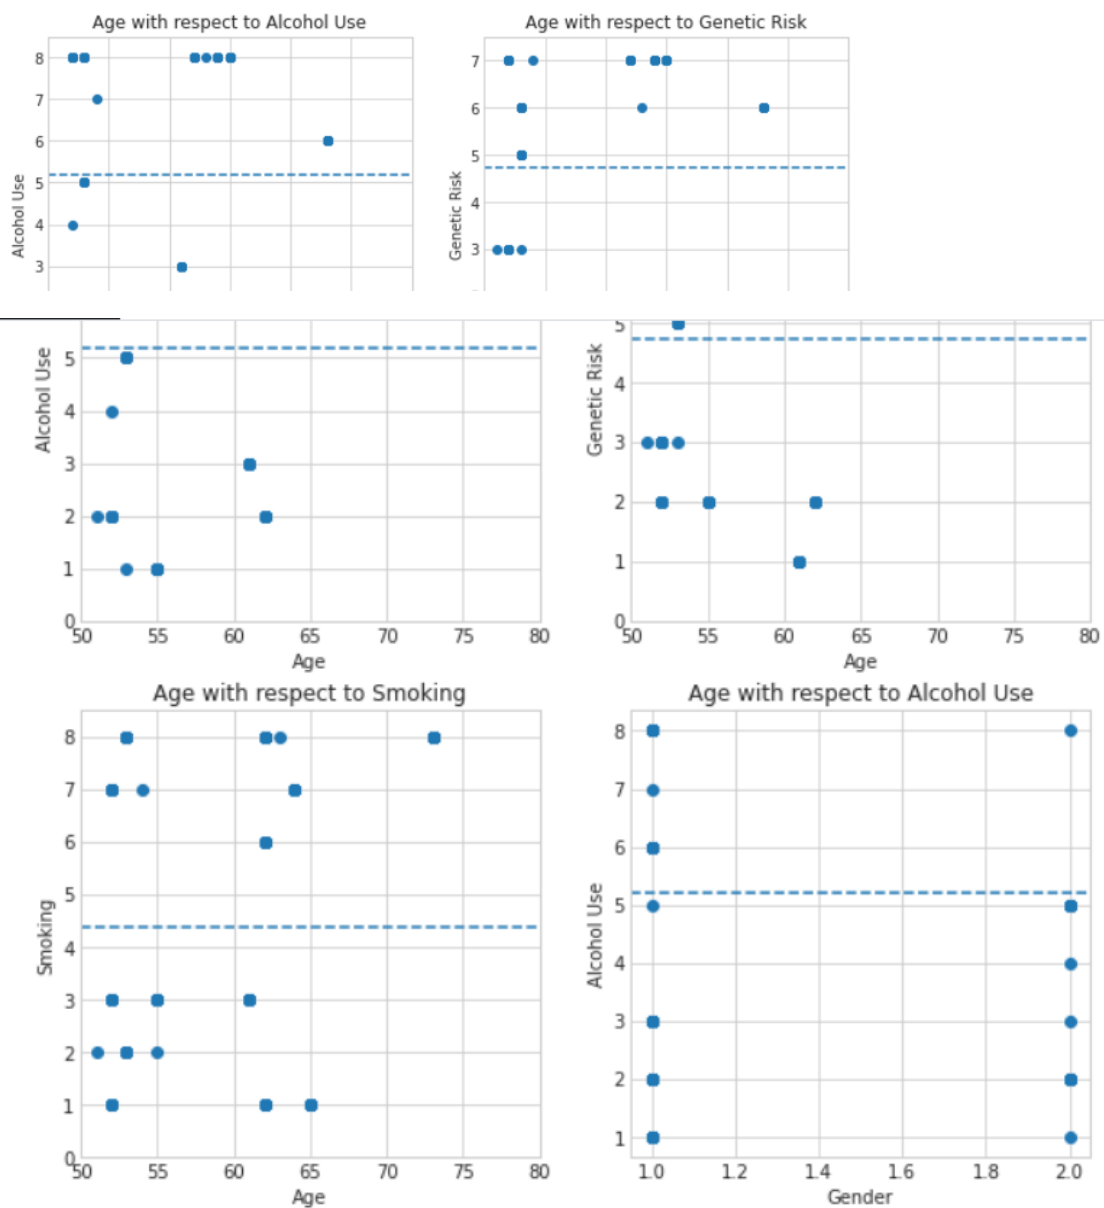 Age with respect to Alcohol Use
8
7
6
5
4
3
Alcohol Use
Age with respect to Genetic Risk
7
6
5
4
3
Genetic Risk
5
4
3
2
1
0
Alcohol Use
50 55 60 65 70 75 80
Age
5
4
3
2
1
0
Genetic Risk
50 55 60 65 70 75 80
Age
Age with respect to Smoking
8
7
6
5
4
3
2
1
0
Smoking
50 55 60 65 70 75 80
Age
Age with respect to Alcohol Use
8
7
6
5
4
3
2
1
Alcohol Use
1.0 1.2 1.4 1.6 1.8 2.0
Gender